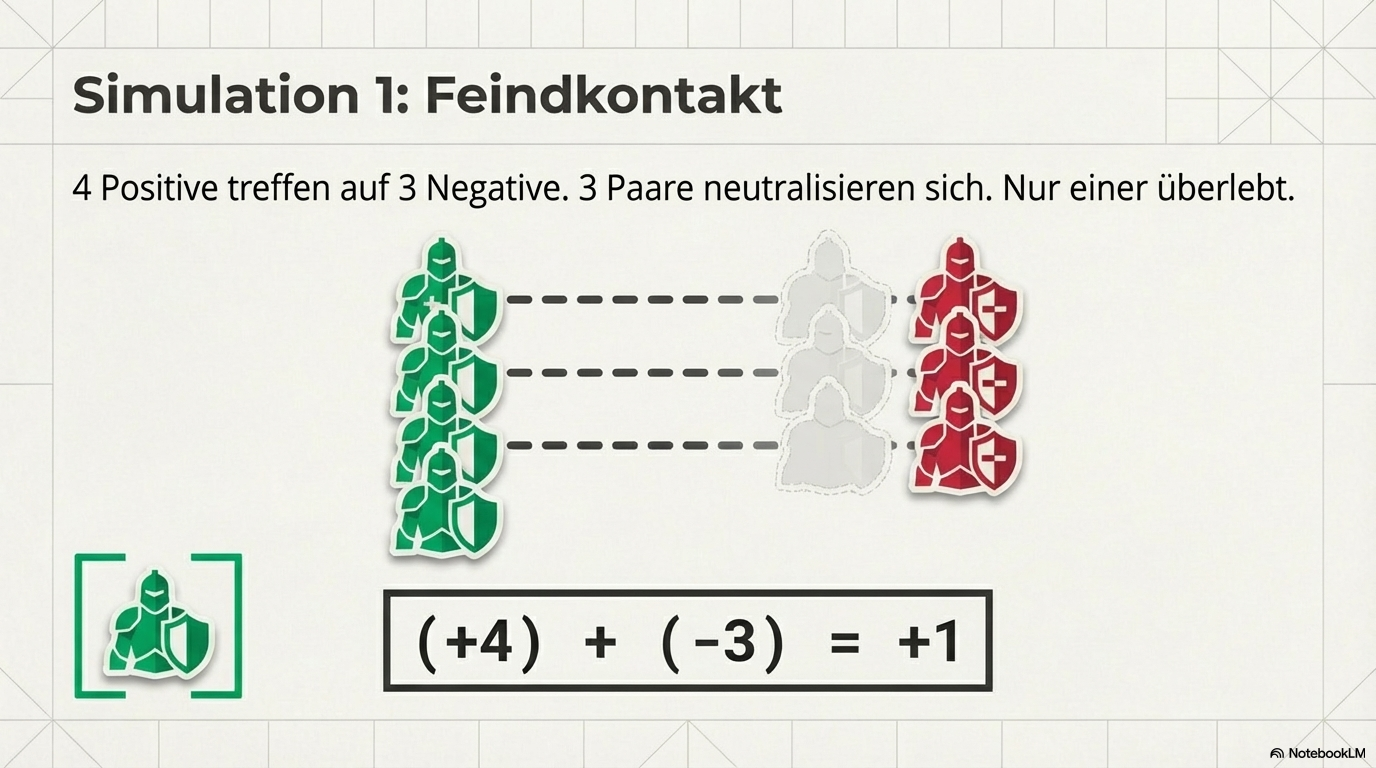 Simulation 1: Feindkontakt
4 Positive treffen auf 3 Negative. 3 Paare neutralisieren sich. Nur einer überlebt.
(+4) + (-3) = +1
NotebookLM